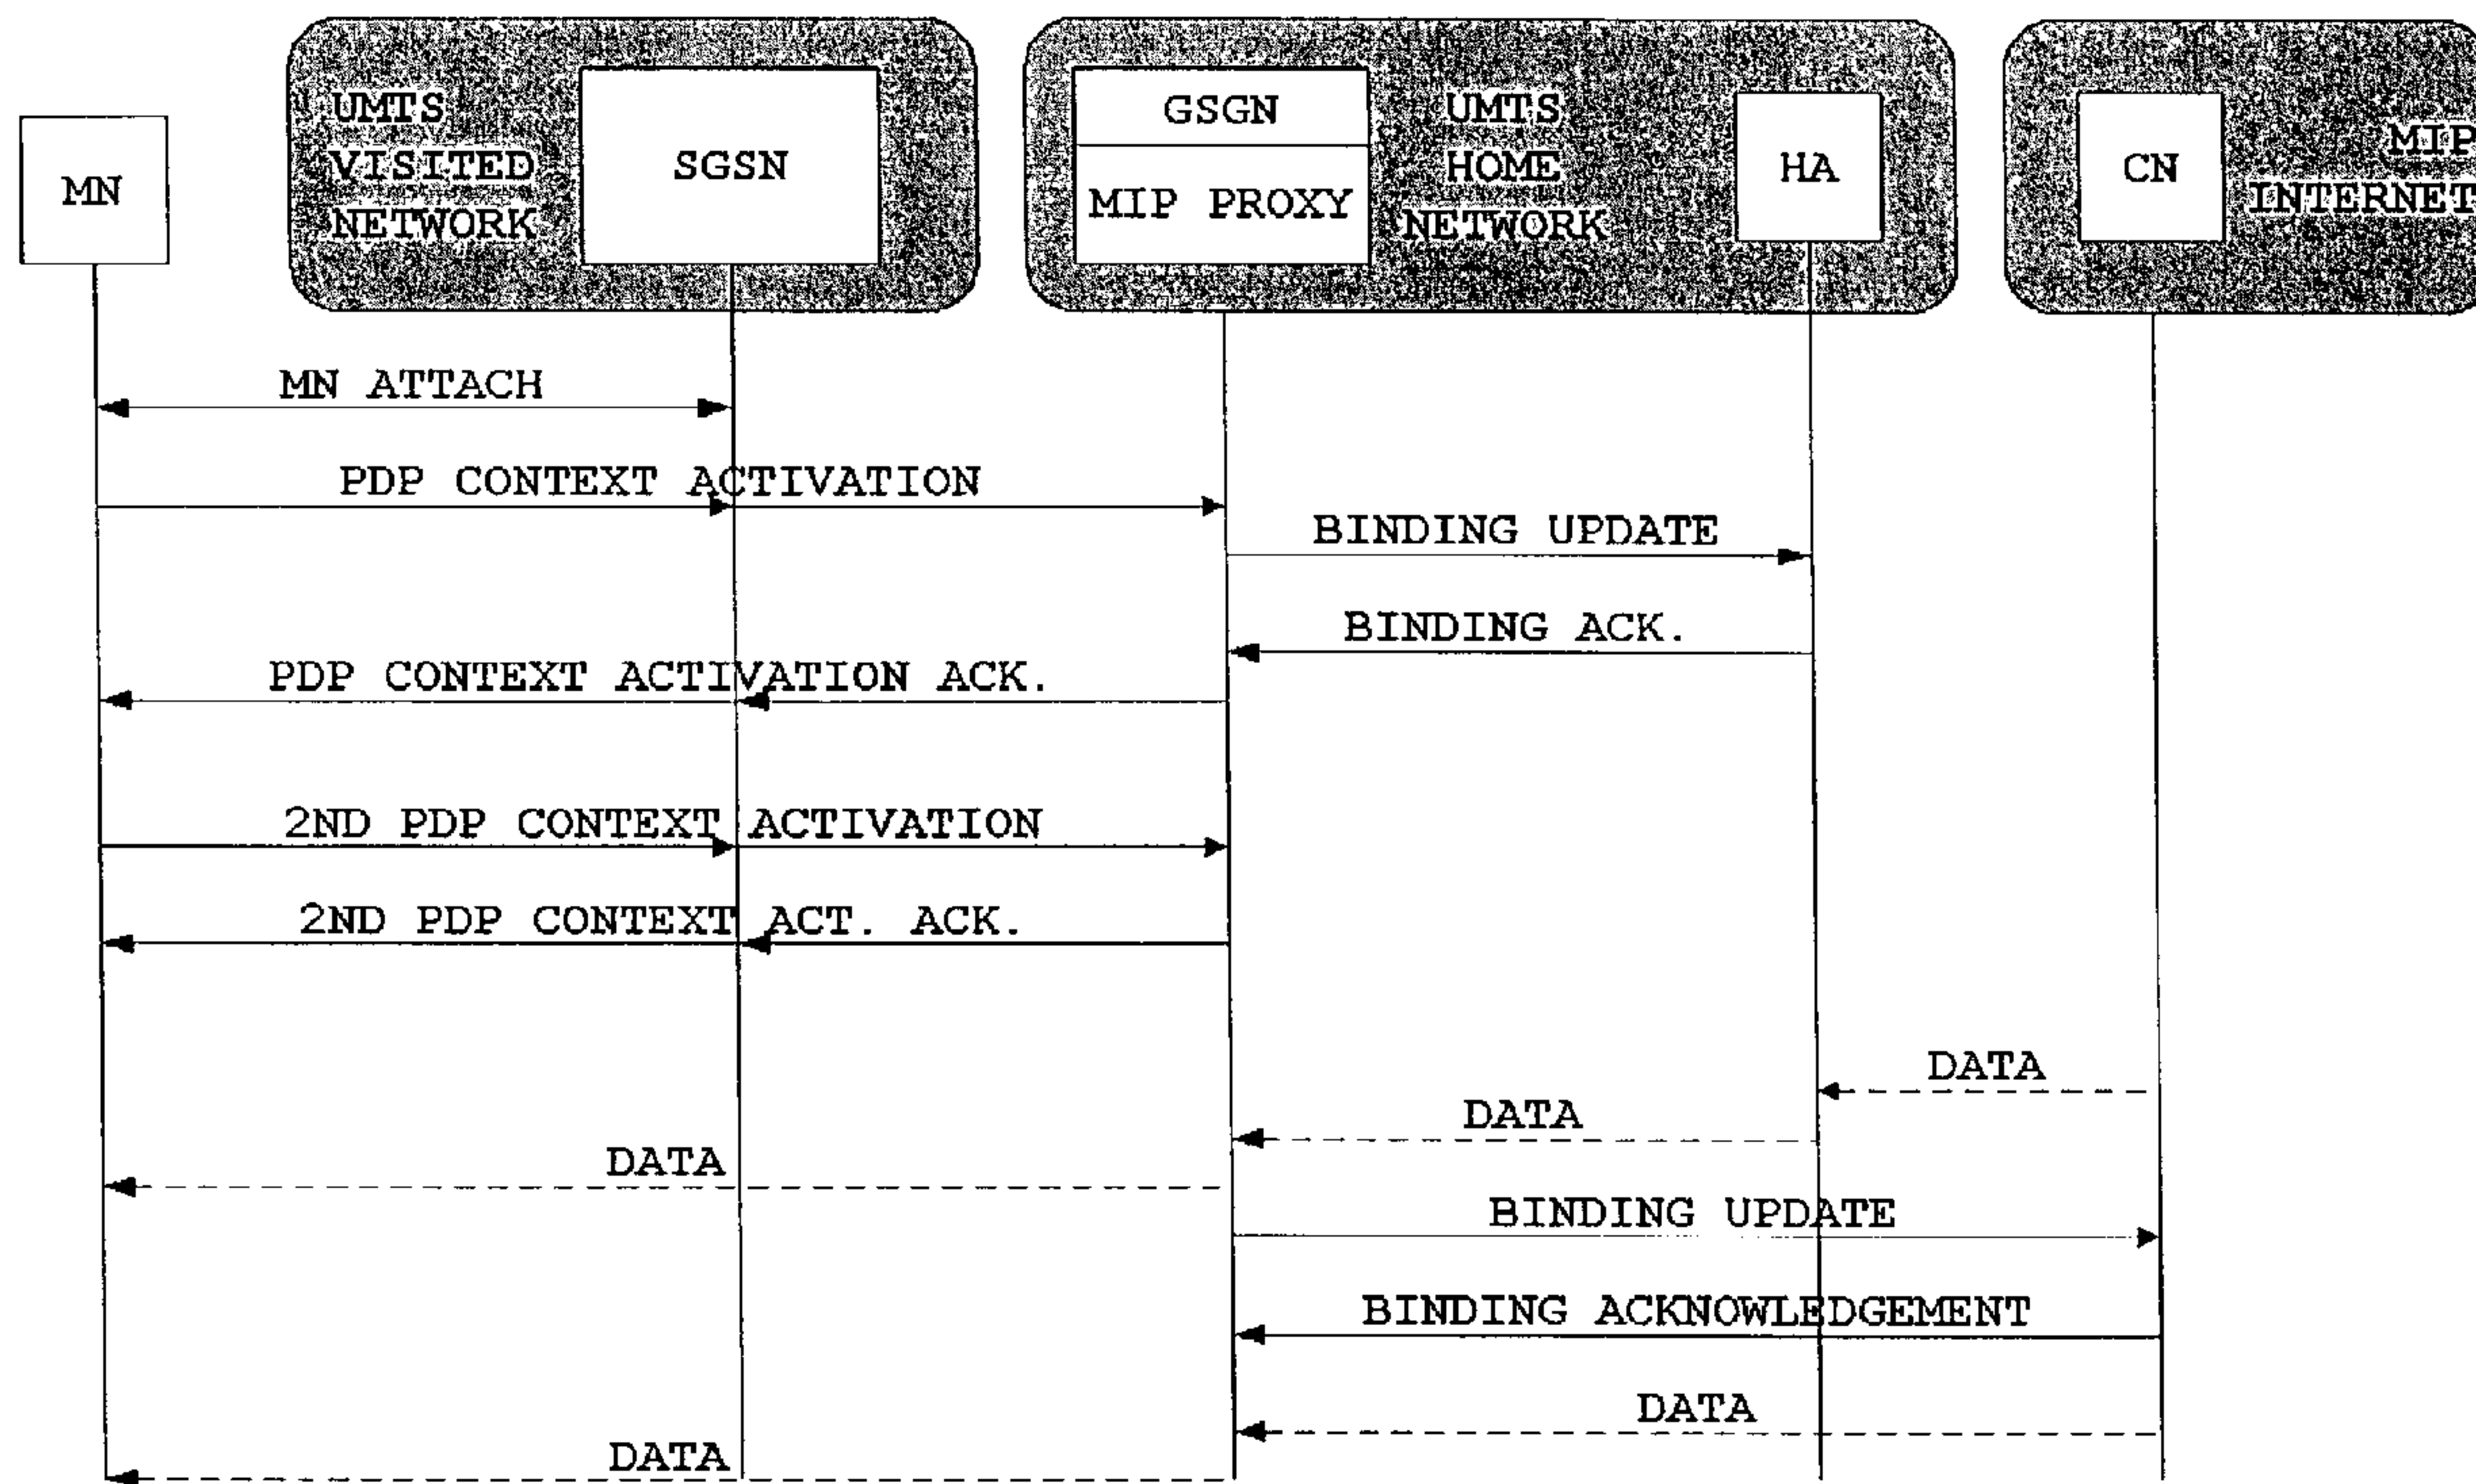 MN
UMTS
VISITED
NETWORK
SGSN
GSGN
MIP PROXY
UMTS
HOME
NETWORK
HA
CN
MIP
INTERNET
MN ATTACH
PDP CONTEXT ACTIVATION
BINDING UPDATE
BINDING ACK.
PDP CONTEXT ACTIVATION ACK.
2ND PDP CONTEXT ACTIVATION
2ND PDP CONTEXT ACT. ACK.
DATA
DATA
DATA
BINDING UPDATE
BINDING ACKNOWLEDGEMENT
DATA
DATA